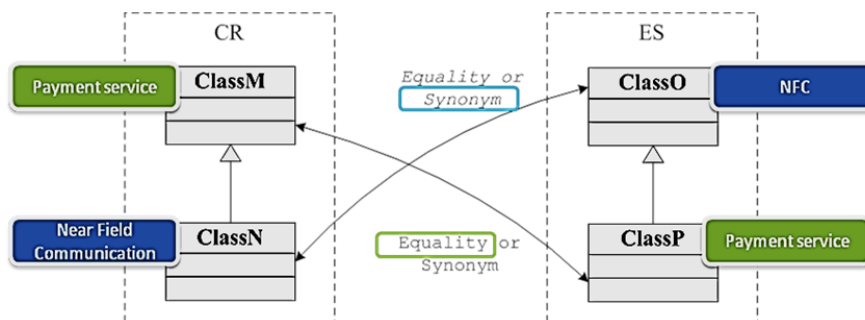 CR
ES
Payment service
ClassM
Equality or
Synonym
ClassO
NFC
Near Field
Communication
ClassN
Equality or
Synonym
ClassP
Payment service